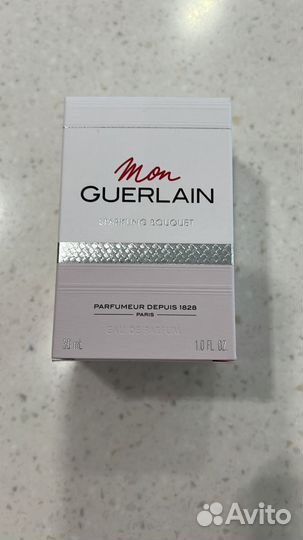 Mon
GUERLAIN
SPARKLING BOUQUET
PARFUMEUR DEPUIS 1828
PARIS
EAU DE PARFUM
30 mL 1.0 FL OZ
Avito